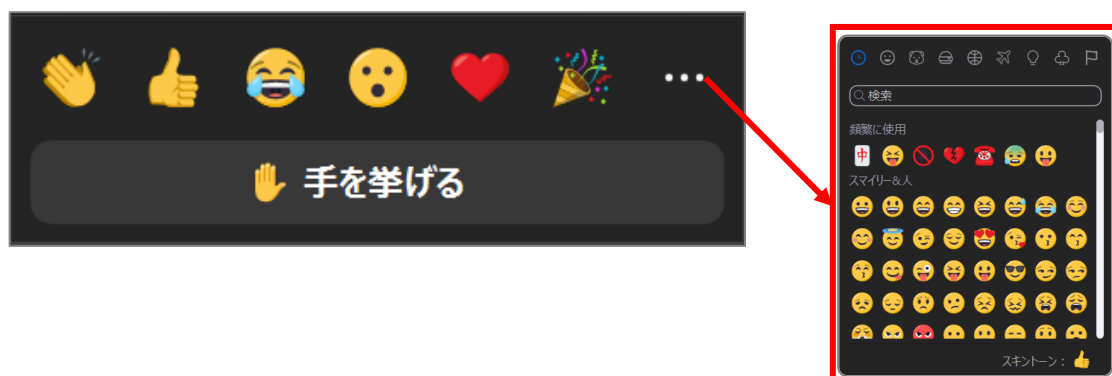 手を挙げる
検索
頻繁に使用
中
スマイリー&人
スキントーン：